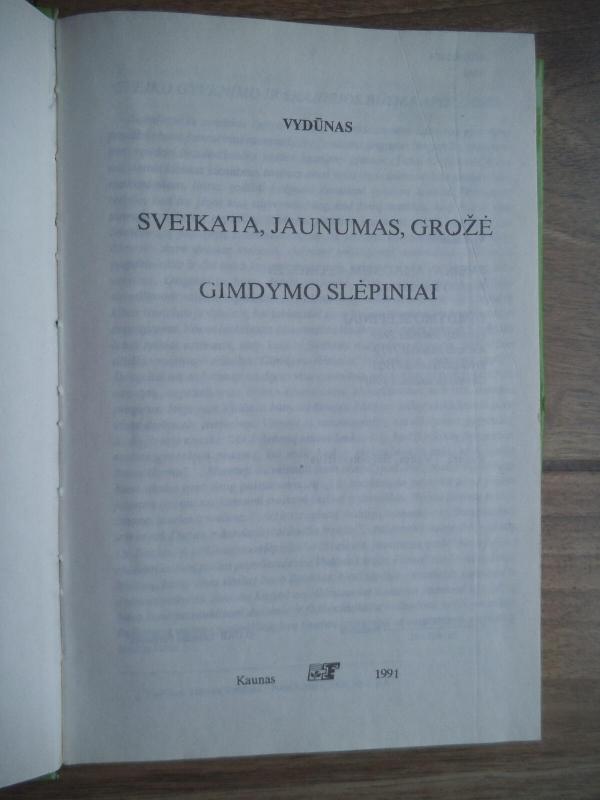 VYDŪNAS
SVEIKATA, JAUNUMAS, GROŽĖ
GIMDYMO SLĖPINIAI
Kaunas 1991